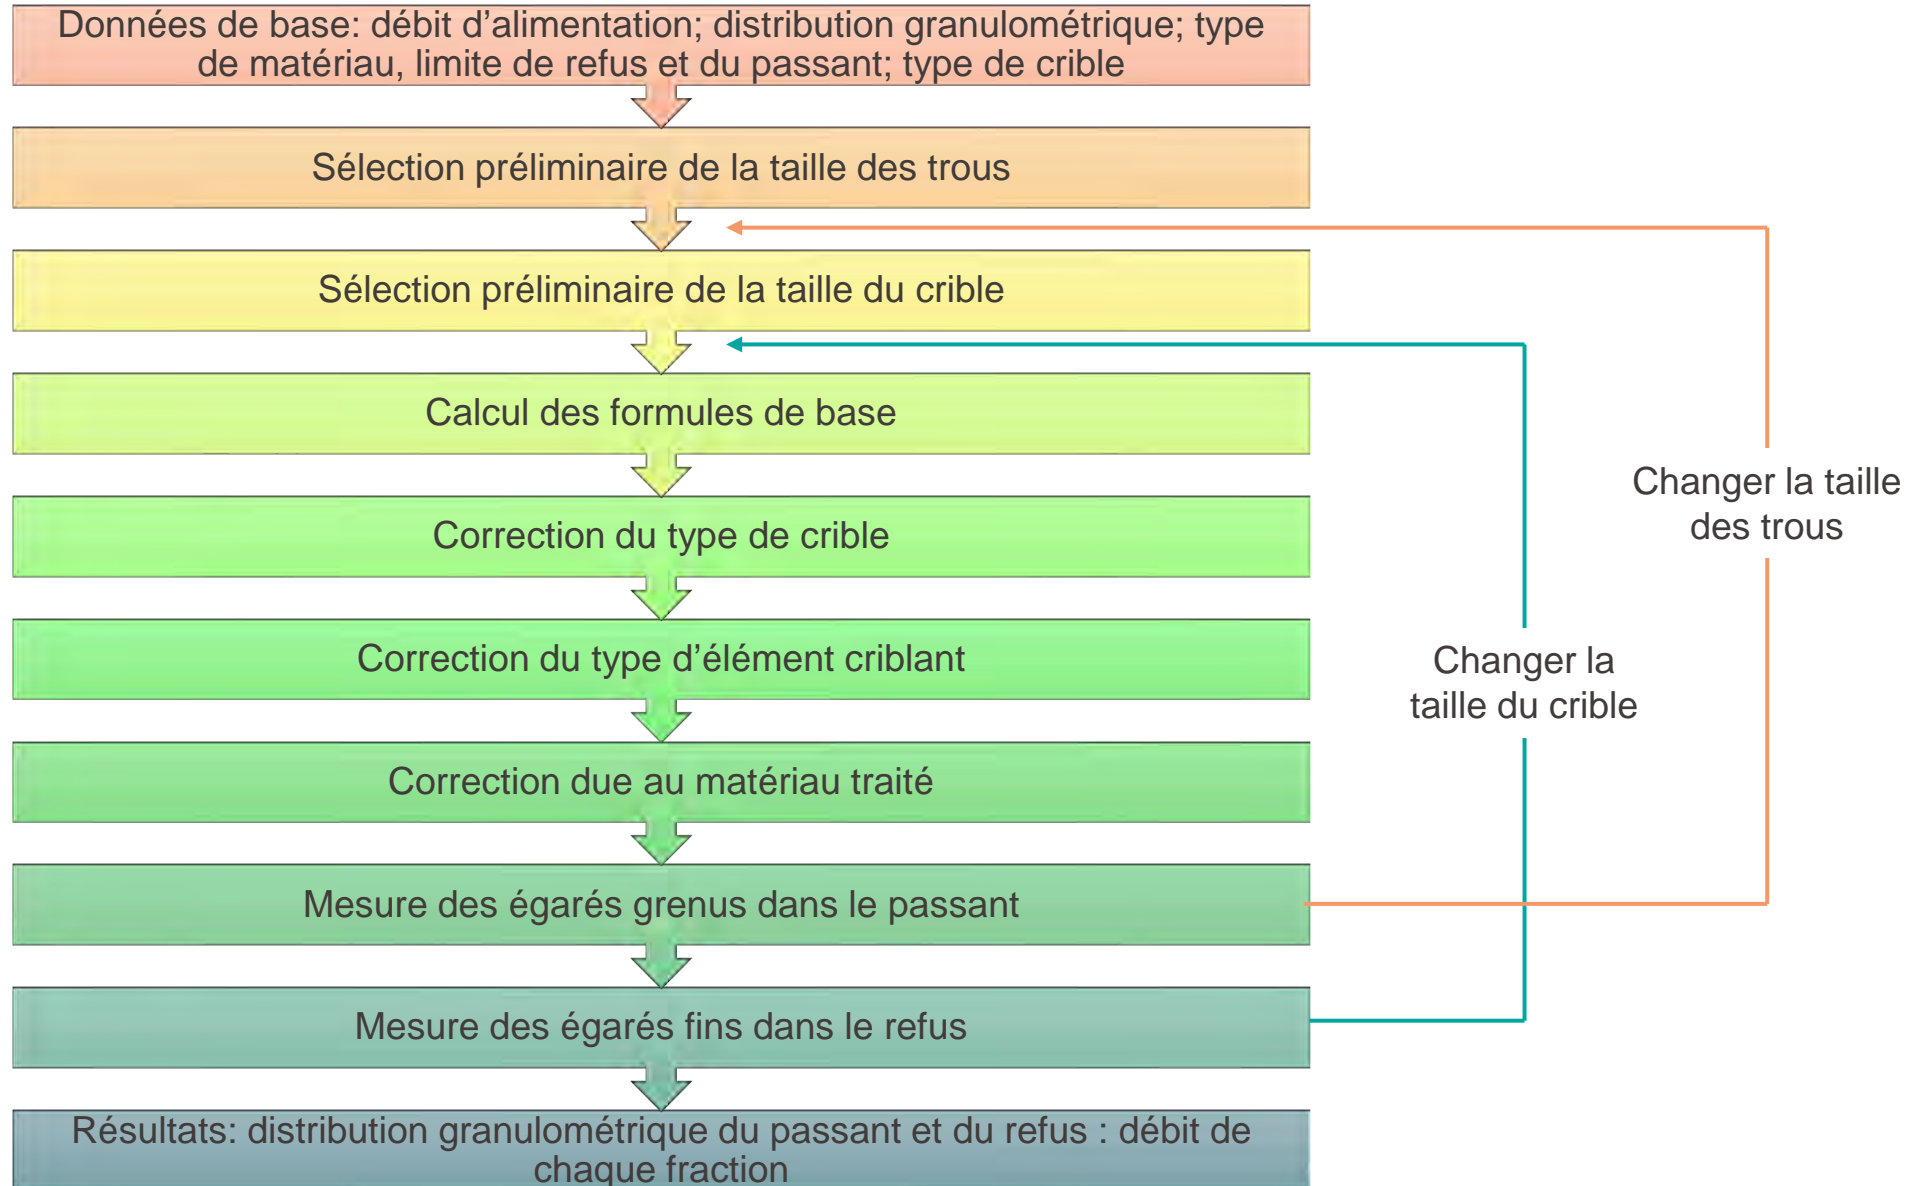 Données de base: débit d’alimentation; distribution granulométrique; type
de matériau, limite de refus et du passant; type de crible
Sélection préliminaire de la taille des trous
Sélection préliminaire de la taille du crible
Calcul des formules de base
Correction du type de crible
Correction du type d’élément criblant
Correction due au matériau traité
Mesure des égarés grenus dans le passant
Mesure des égarés fins dans le refus
Résultats: distribution granulométrique du passant et du refus : débit de
chaque fraction
Changer la
taille du crible
Changer la taille
des trous